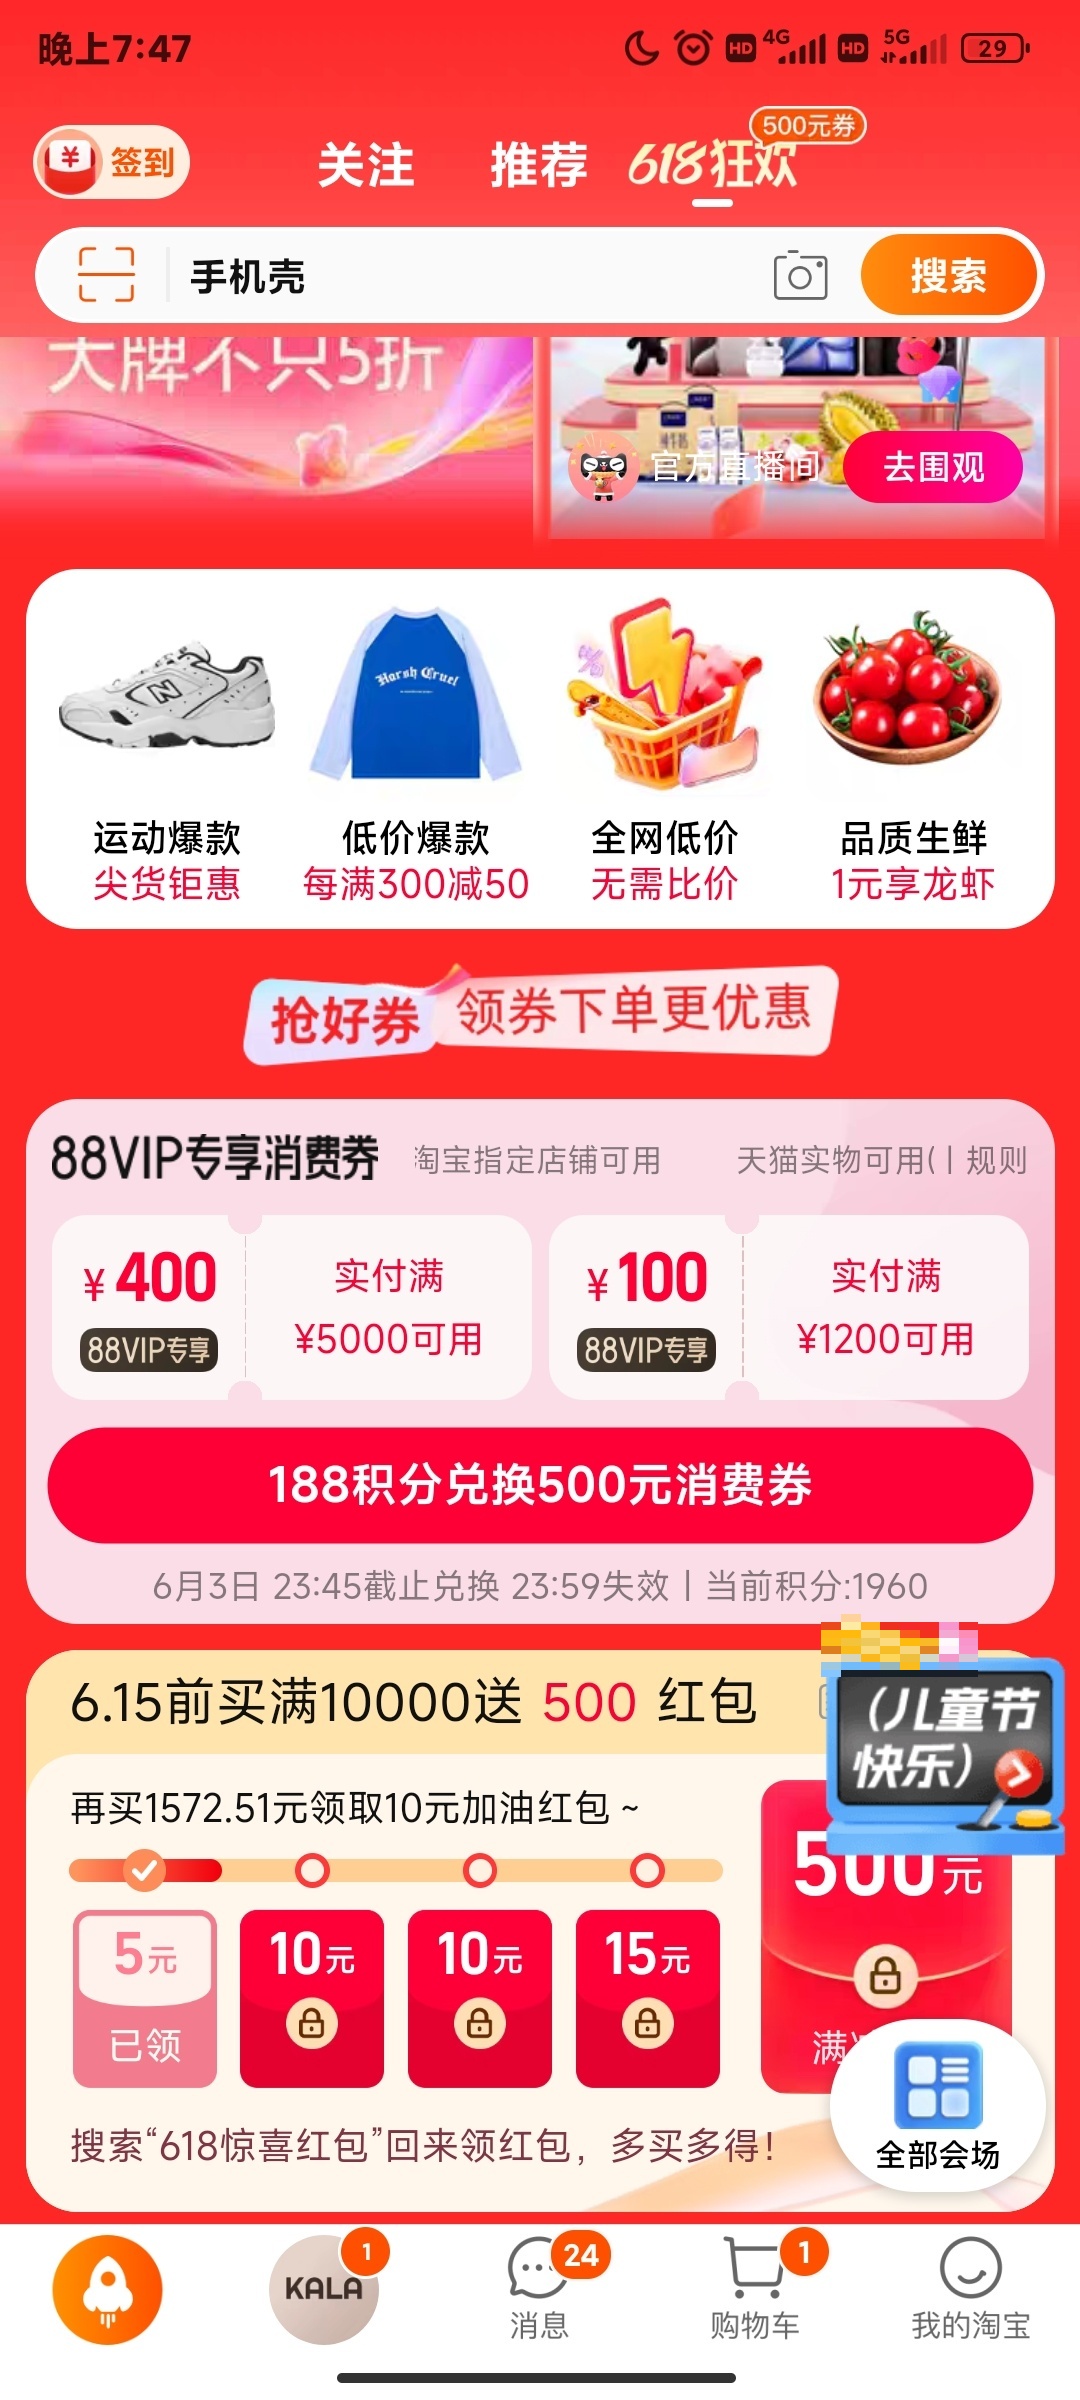 晚上7:47
HD 4G HD 5G 29
签到
关注
推荐
618狂欢
500元券
手机壳
搜索
大牌不只5折
官方直播间
去围观
N
Harsh Cruel
运动爆款
低价爆款
全网低价
品质生鲜
尖货钜惠
每满300减50
无需比价
1元享龙虾
抢好券 领券下单更优惠
88VIP专享消费券
淘宝指定店铺可用
天猫实物可用(
| 规则
¥400
88VIP专享
实付满
¥5000可用
¥100
88VIP专享
实付满
¥1200可用
188积分兑换500元消费券
6月3日 23:45截止兑换 23:59失效 | 当前积分:1960
6.15前买满10000送 500 红包
(儿童节
快乐)
再买1572.51元领取10元加油红包 ~
500元
5元
已领
10元
10元
15元
满
搜索“618惊喜红包”回来领红包，多买多得！
全部会场
KALA
1
24
消息
1
购物车
我的淘宝